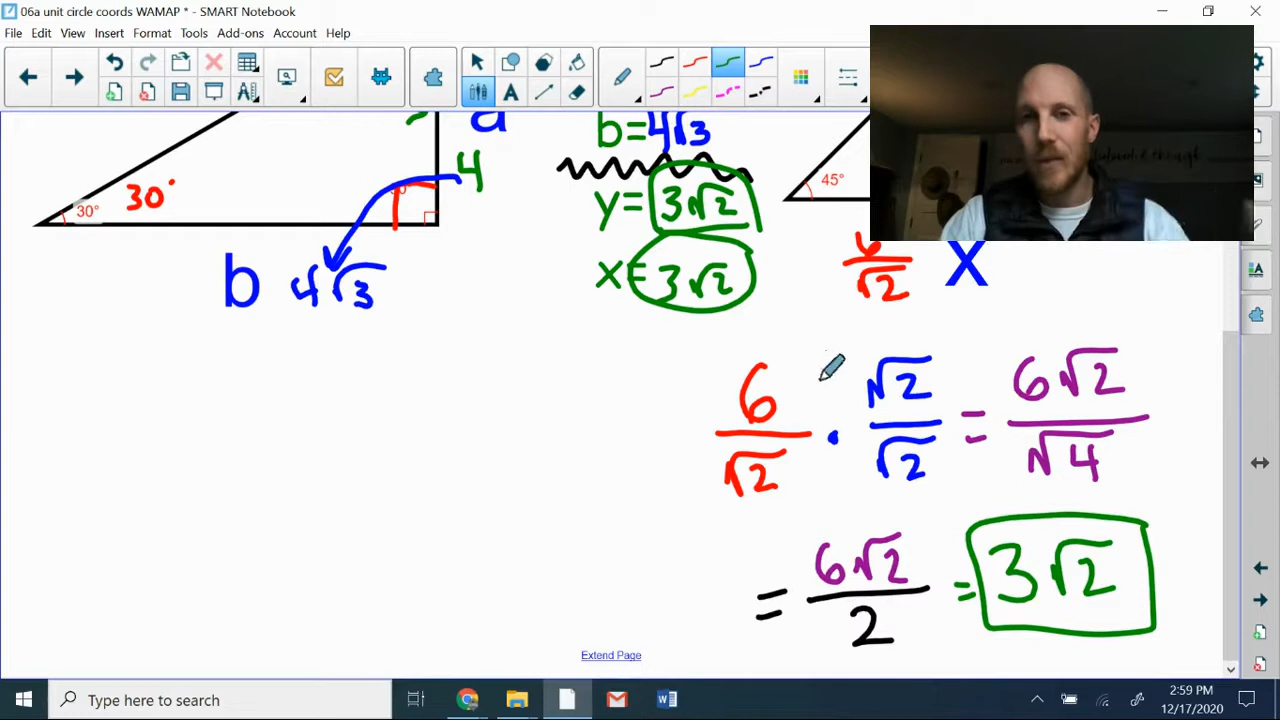 06a unit circle coords WAMAP * - SMART Notebook
File Edit View Insert Format Tools Add-ons Account Help
a
4
30° 30°
b 4√3
b=4√3
y= 3√2
x= 3√2
45°
6/√2 X
6/√2 · √2/√2 = 6√2/√4
= 6√2/2 = 3√2
Extend Page
Type here to search
2:59 PM
12/17/2020